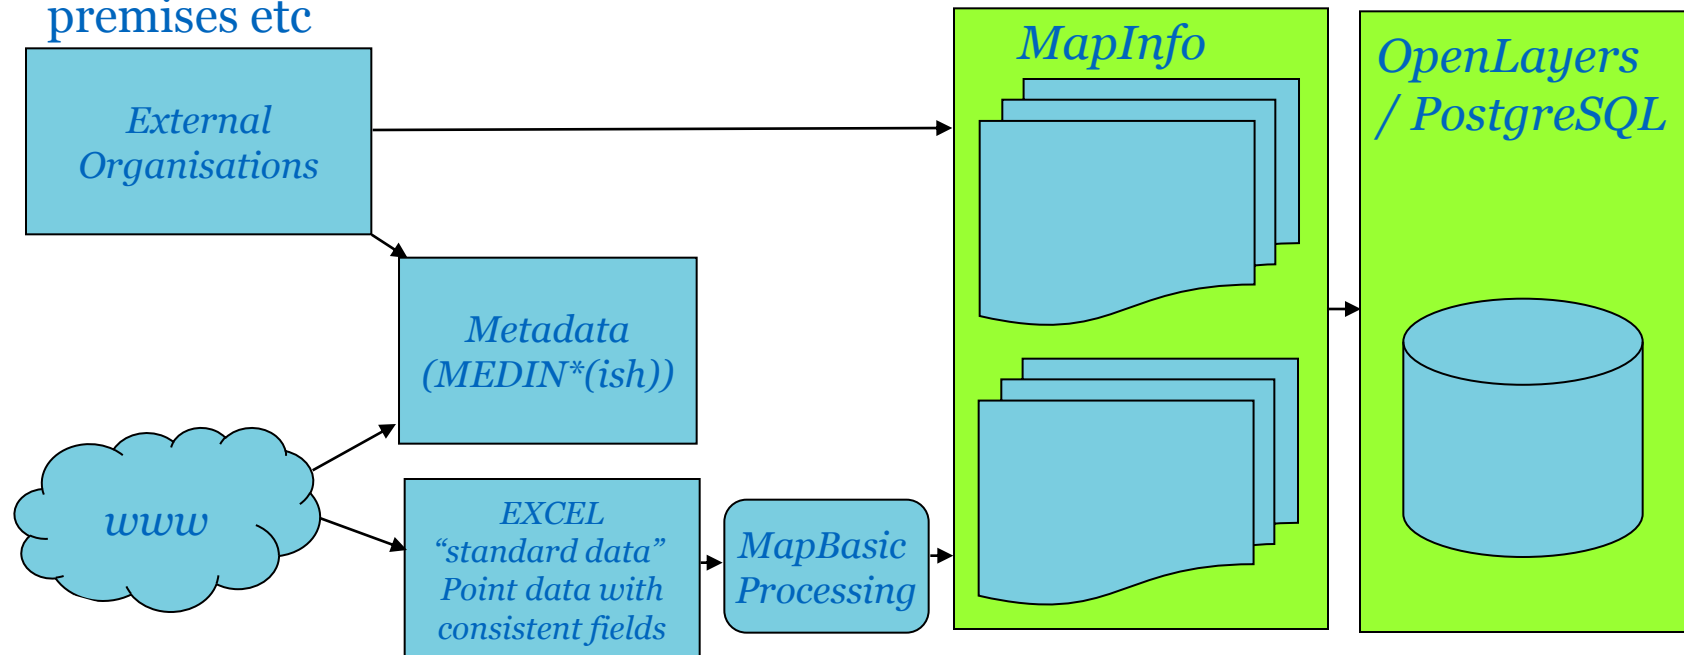 premises etc
External
Organisations
MapInfo
OpenLayers
/ PostgreSQL
Metadata
(MEDIN*(ish))
www
EXCEL
“standard data”
Point data with
consistent fields
MapBasic
Processing